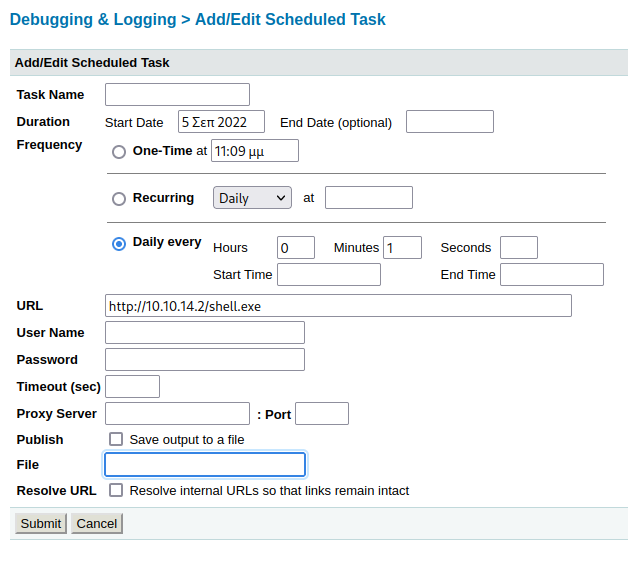 Debugging & Logging > Add/Edit Scheduled Task
Add/Edit Scheduled Task
Task Name
Duration Start Date 5 Σεπ 2022 End Date (optional)
Frequency
One-Time at 11:09 μμ
Recurring Daily at
Daily every Hours 0 Minutes 1 Seconds
Start Time End Time
URL http://10.10.14.2/shell.exe
User Name
Password
Timeout (sec)
Proxy Server : Port
Publish Save output to a file
File
Resolve URL Resolve internal URLs so that links remain intact
Submit Cancel